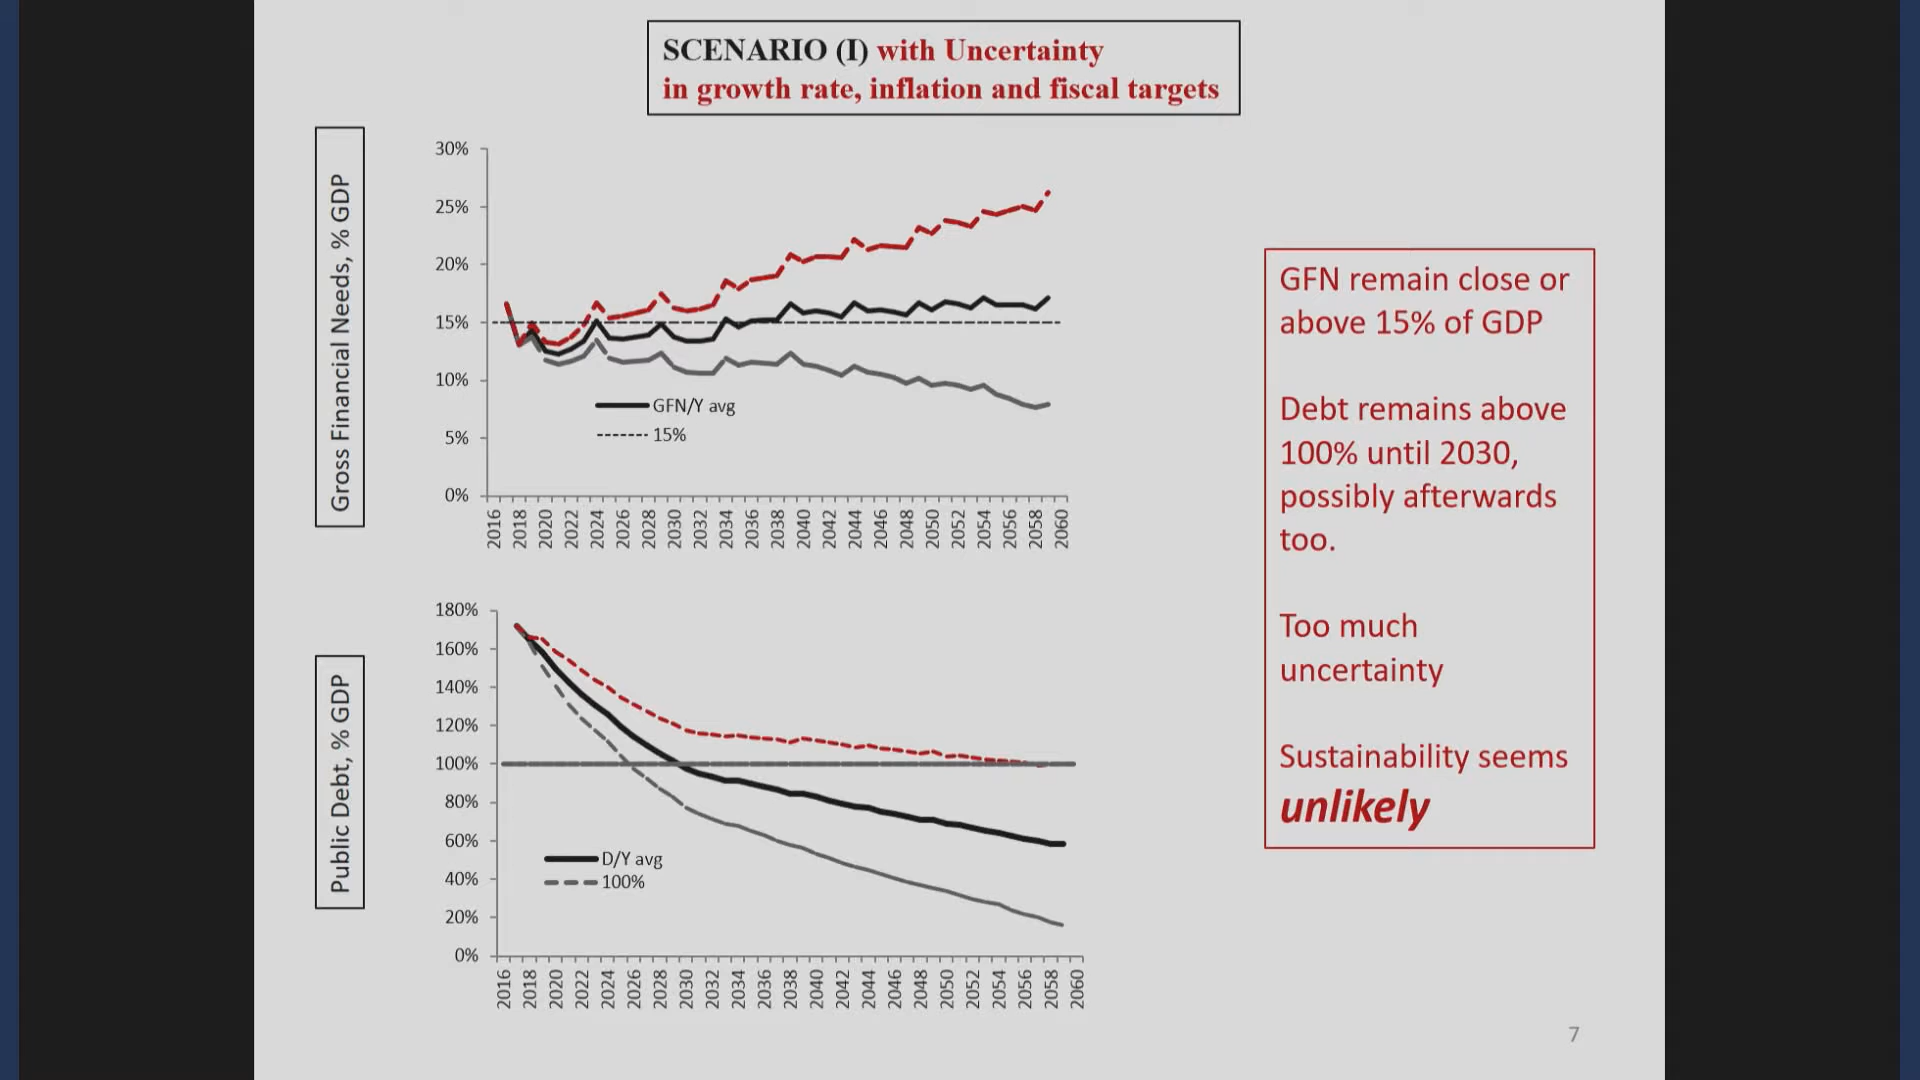 SCENARIO (I) with Uncertainty
in growth rate, inflation and fiscal targets
Gross Financial Needs, % GDP
30%
25%
20%
15%
10%
5%
0%
GFN/Y avg
15%
2016 2018 2020 2022 2024 2026 2028 2030 2032 2034 2036 2038 2040 2042 2044 2046 2048 2050 2052 2054 2056 2058 2060
Public Debt, % GDP
180%
160%
140%
120%
100%
80%
60%
40%
20%
0%
D/Y avg
100%
2016 2018 2020 2022 2024 2026 2028 2030 2032 2034 2036 2038 2040 2042 2044 2046 2048 2050 2052 2054 2056 2058 2060
GFN remain close or
above 15% of GDP
Debt remains above
100% until 2030,
possibly afterwards
too.
Too much
uncertainty
Sustainability seems
unlikely
7